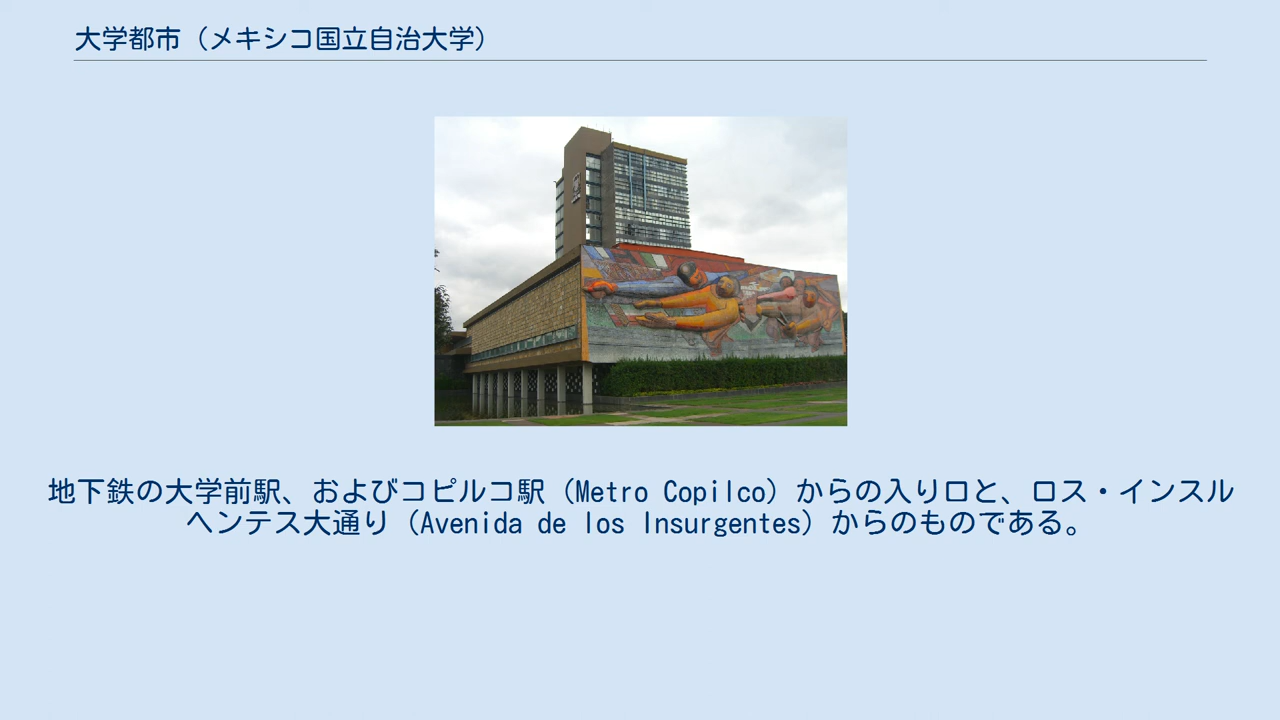 大学都市（メキシコ国立自治大学）
地下鉄の大学前駅、およびコピルコ駅（Metro Copilco）からの入り口と、ロス・インスル
ヘンテス大通り（Avenida de los Insurgentes）からのものである。